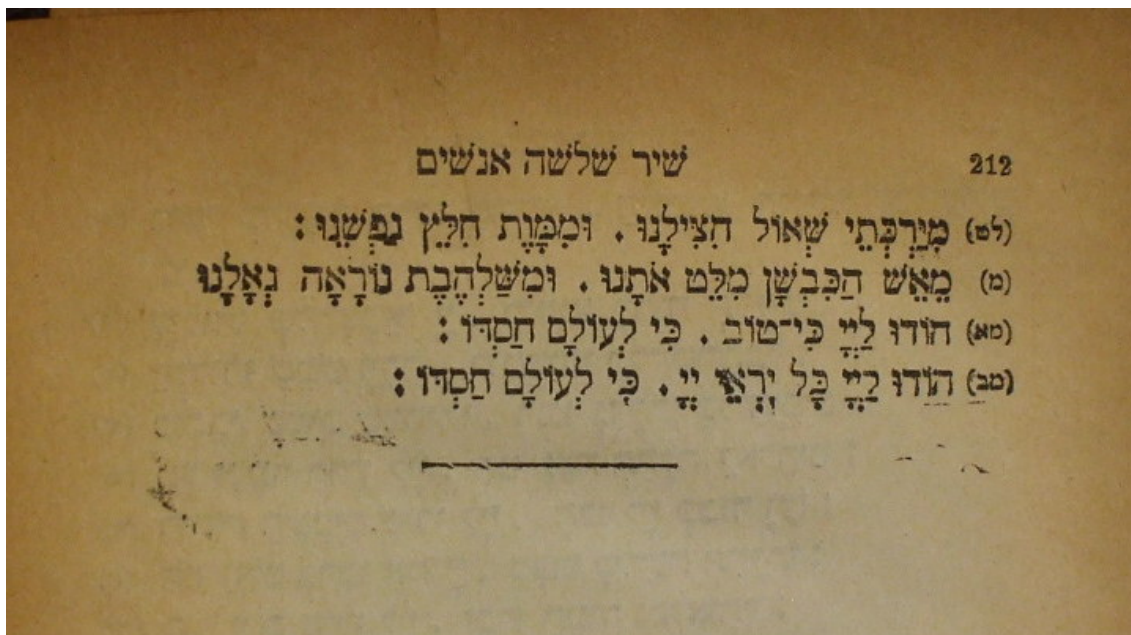 212 שיר שלשה אנשים
(לט) מִיַּרְכְּתֵי שְׁאוֹל הִצִּילָנוּ . וּמִמָּוֶת חִלֵּץ נַפְשֵׁנוּ :
(מ) מֵאֵשׁ הַכִּבְשָׁן מִלֵּט אֹתָנוּ . וּמִשַּׁלְהֶבֶת נוֹרָאָה גְאָלָנוּ
(מא) הוֹדוּ לַיְיָ כִּי־טוֹב . כִּי לְעוֹלָם חַסְדּוֹ :
(מב) הוֹדוּ לַיְיָ כָּל יִרְאֵי יְיָ . כִּי לְעוֹלָם חַסְדּוֹ :